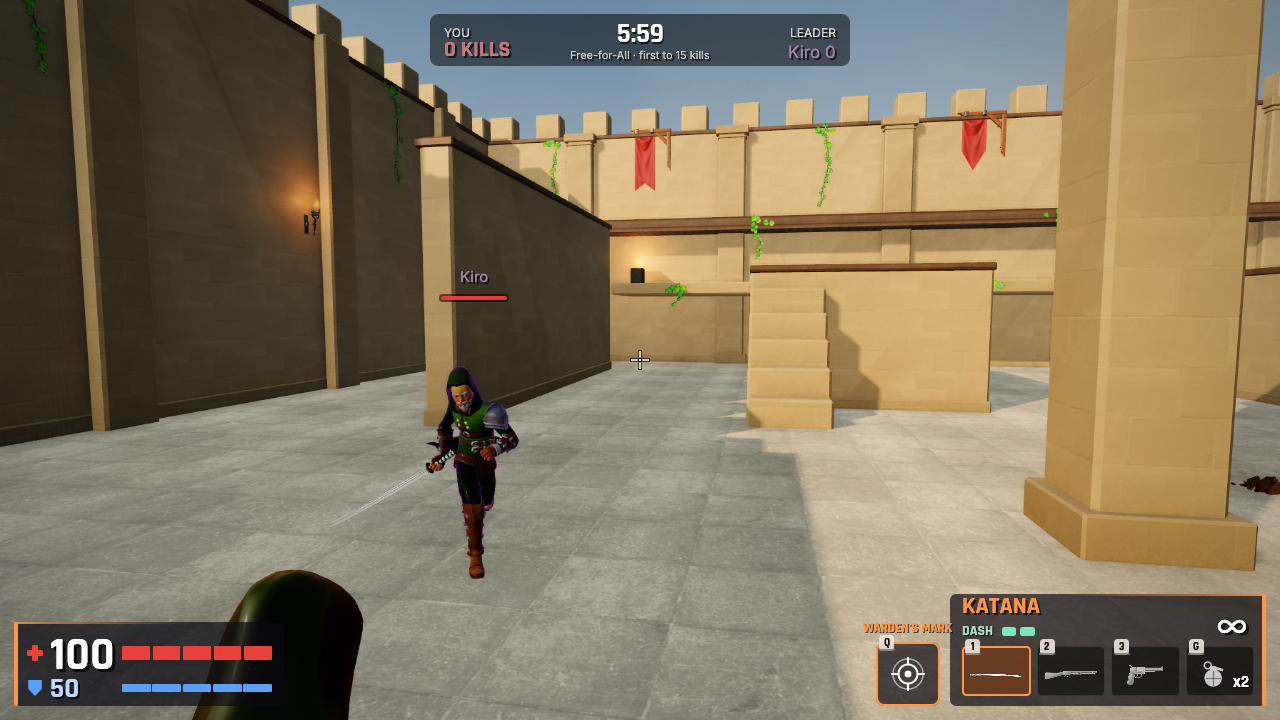 YOU
0 KILLS
5:59
Free-for-All · first to 15 kills
LEADER
Kiro 0
Kiro
100
50
WARDEN'S MARK
Q
KATANA
DASH
∞
1
2
3
G
x2